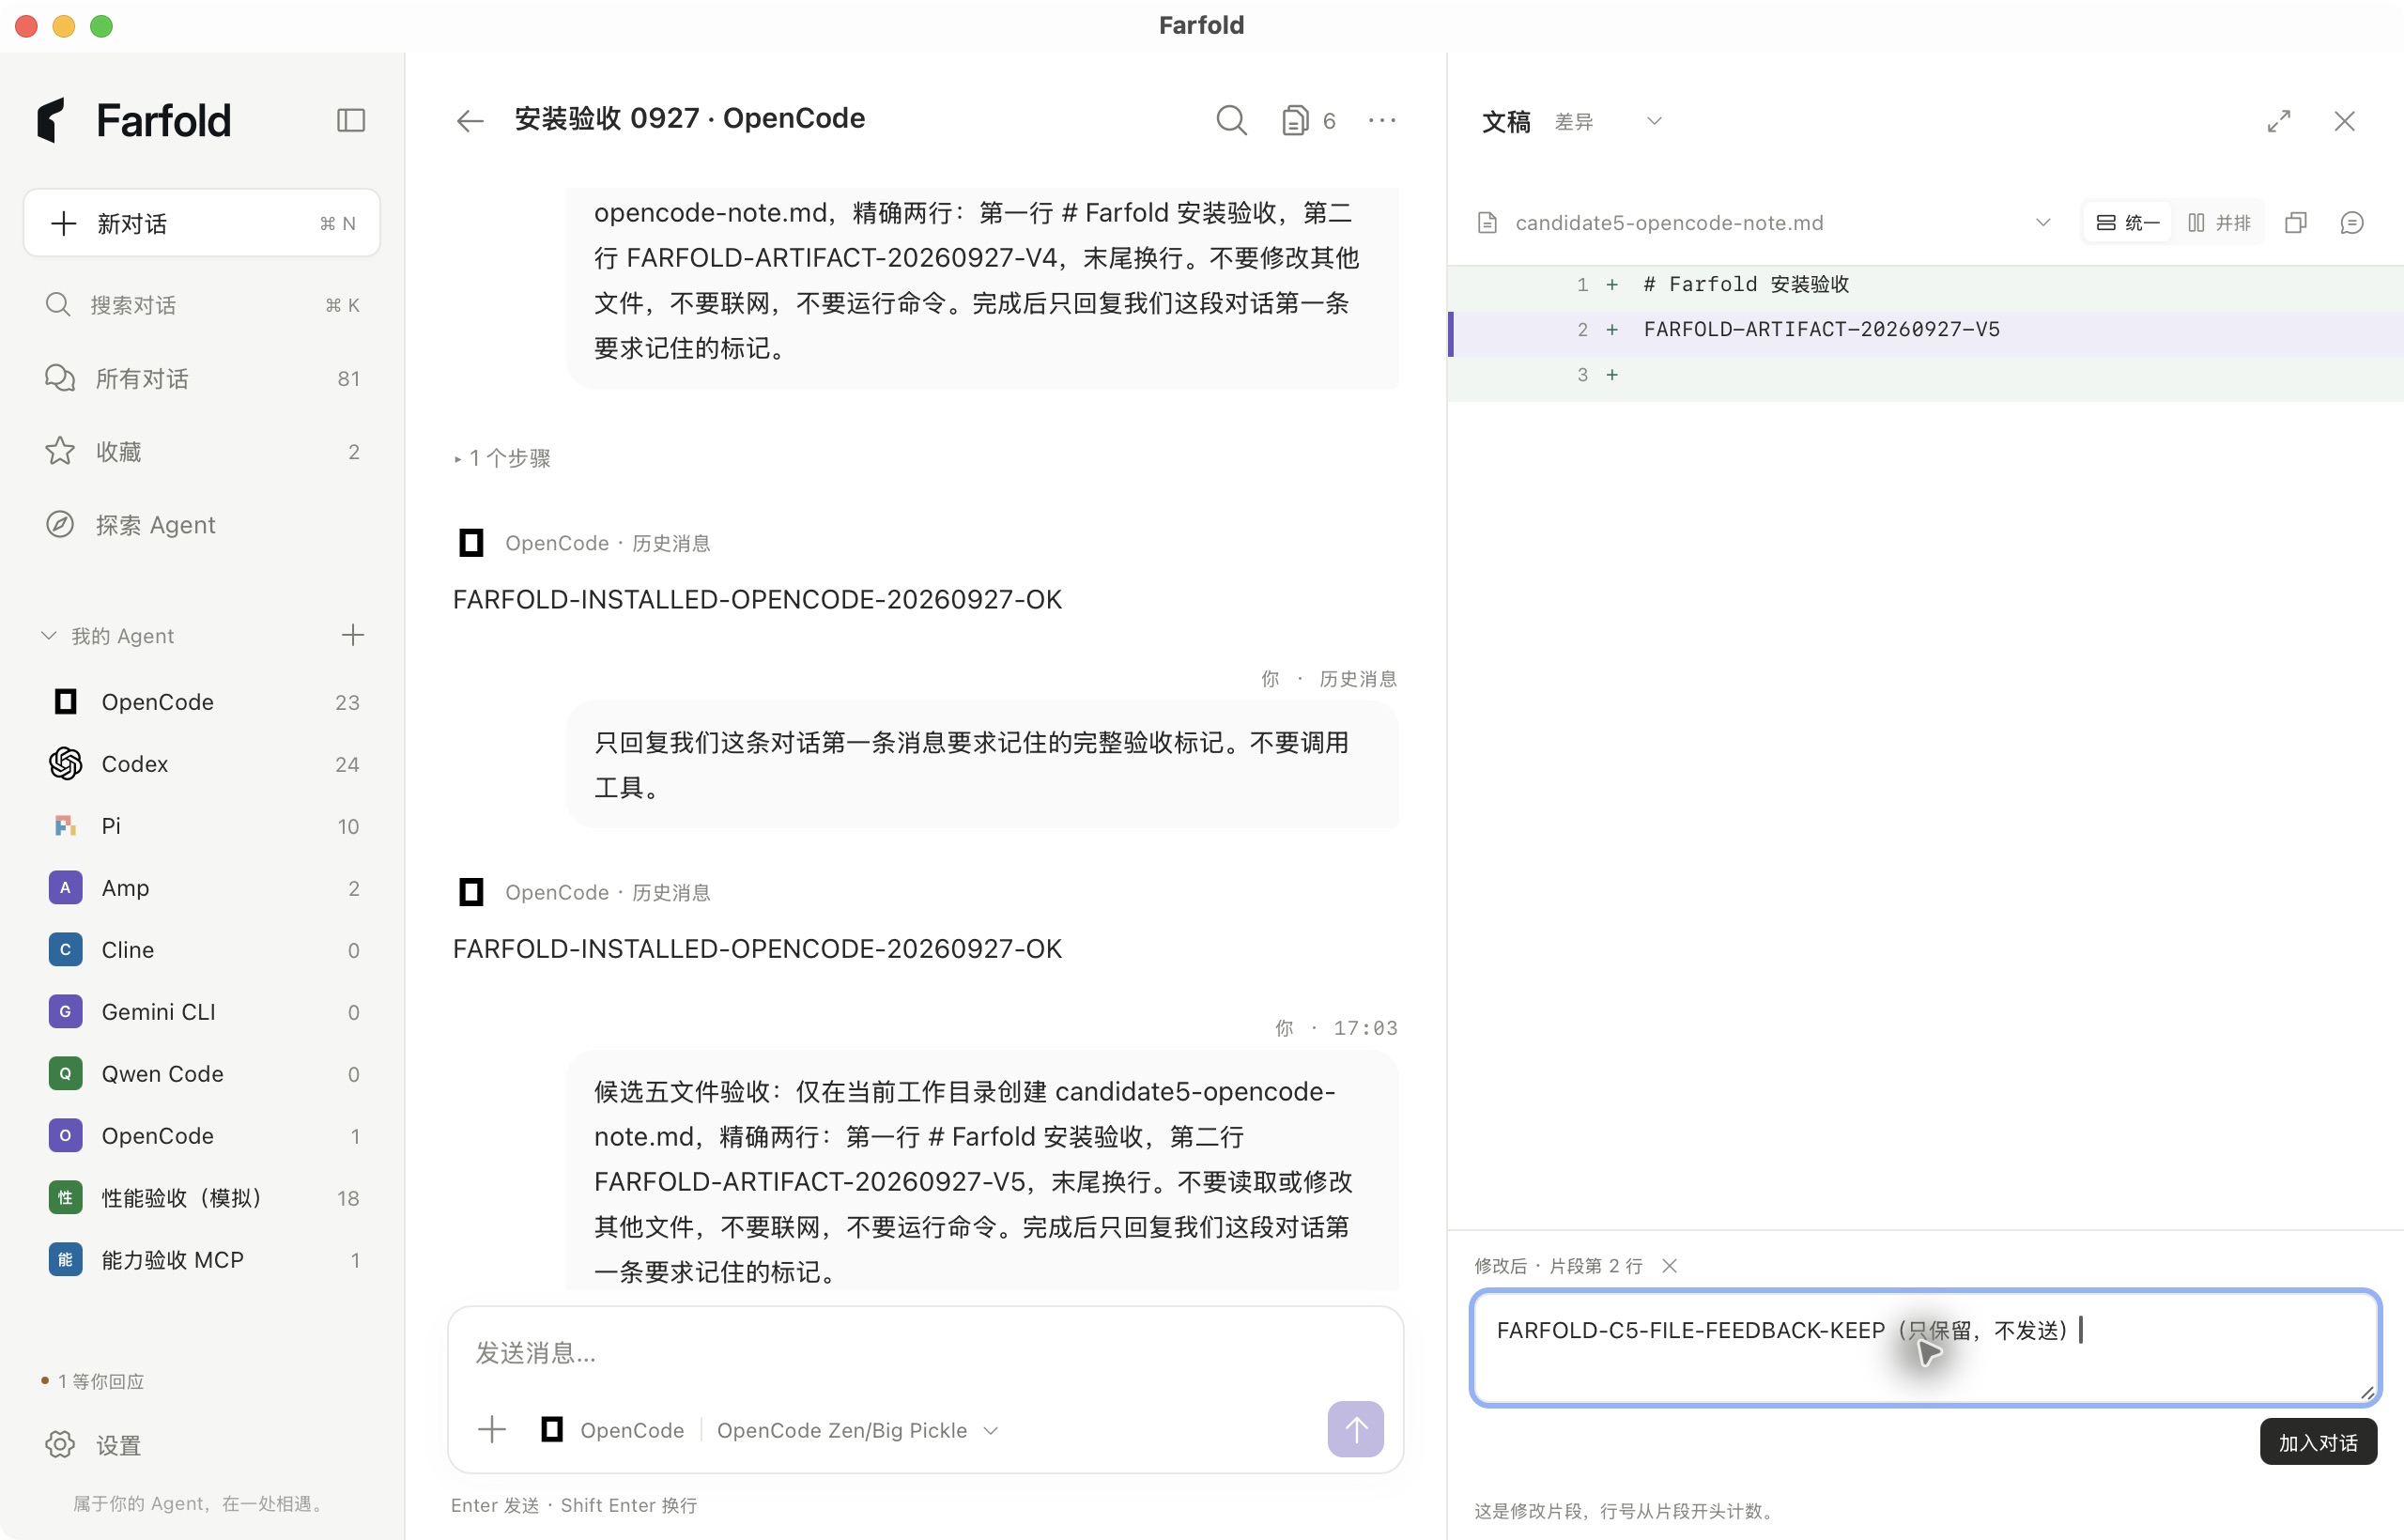 Farfold
Farfold
新对话
⌘ N
搜索对话
⌘ K
所有对话
81
收藏
2
探索 Agent
我的 Agent
OpenCode
23
Codex
24
Pi
10
A
Amp
2
C
Cline
0
G
Gemini CLI
0
Q
Qwen Code
0
O
OpenCode
1
性
性能验收（模拟）
18
能
能力验收 MCP
1
1 等你回应
设置
属于你的 Agent，在一处相遇。
安装验收 0927 · OpenCode
6
opencode-note.md，精确两行：第一行 # Farfold 安装验收，第二
行 FARFOLD-ARTIFACT-20260927-V4，末尾换行。不要修改其他
文件，不要联网，不要运行命令。完成后只回复我们这段对话第一条
要求记住的标记。
1 个步骤
OpenCode · 历史消息
FARFOLD-INSTALLED-OPENCODE-20260927-OK
你 · 历史消息
只回复我们这条对话第一条消息要求记住的完整验收标记。不要调用
工具。
OpenCode · 历史消息
FARFOLD-INSTALLED-OPENCODE-20260927-OK
你 · 17:03
候选五文件验收：仅在当前工作目录创建 candidate5-opencode-
note.md，精确两行：第一行 # Farfold 安装验收，第二行
FARFOLD-ARTIFACT-20260927-V5，末尾换行。不要读取或修改
其他文件，不要联网，不要运行命令。完成后只回复我们这段对话第
一条要求记住的标记。
发送消息...
OpenCode
OpenCode Zen/Big Pickle
Enter 发送 · Shift Enter 换行
文稿 差异
candidate5-opencode-note.md
统一
并排
1 + # Farfold 安装验收
2 + FARFOLD-ARTIFACT-20260927-V5
3 +
修改后 · 片段第 2 行
FARFOLD-C5-FILE-FEEDBACK-KEEP（只保留，不发送）
加入对话
这是修改片段，行号从片段开头计数。